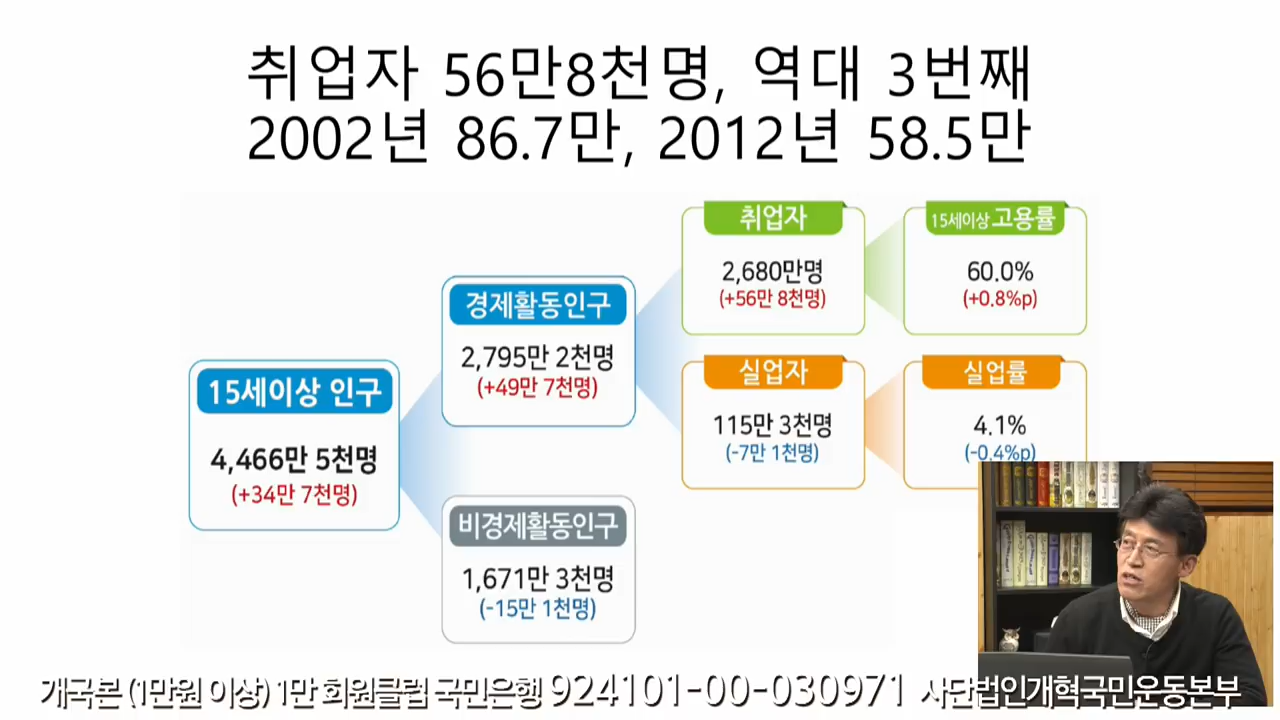 취업자 56만8천명, 역대 3번째
2002년 86.7만, 2012년 58.5만
15세이상 인구
4,466만 5천명
(+34만 7천명)
경제활동인구
2,795만 2천명
(+49만 7천명)
비경제활동인구
1,671만 3천명
(-15만 1천명)
취업자
2,680만명
(+56만 8천명)
15세이상 고용률
60.0%
(+0.8%p)
실업자
115만 3천명
(-7만 1천명)
실업률
4.1%
(-0.4%p)
개국본 (1만원 이상) 1만 회원클럽 국민은행 924101-00-030971 사단법인개혁국민운동본부